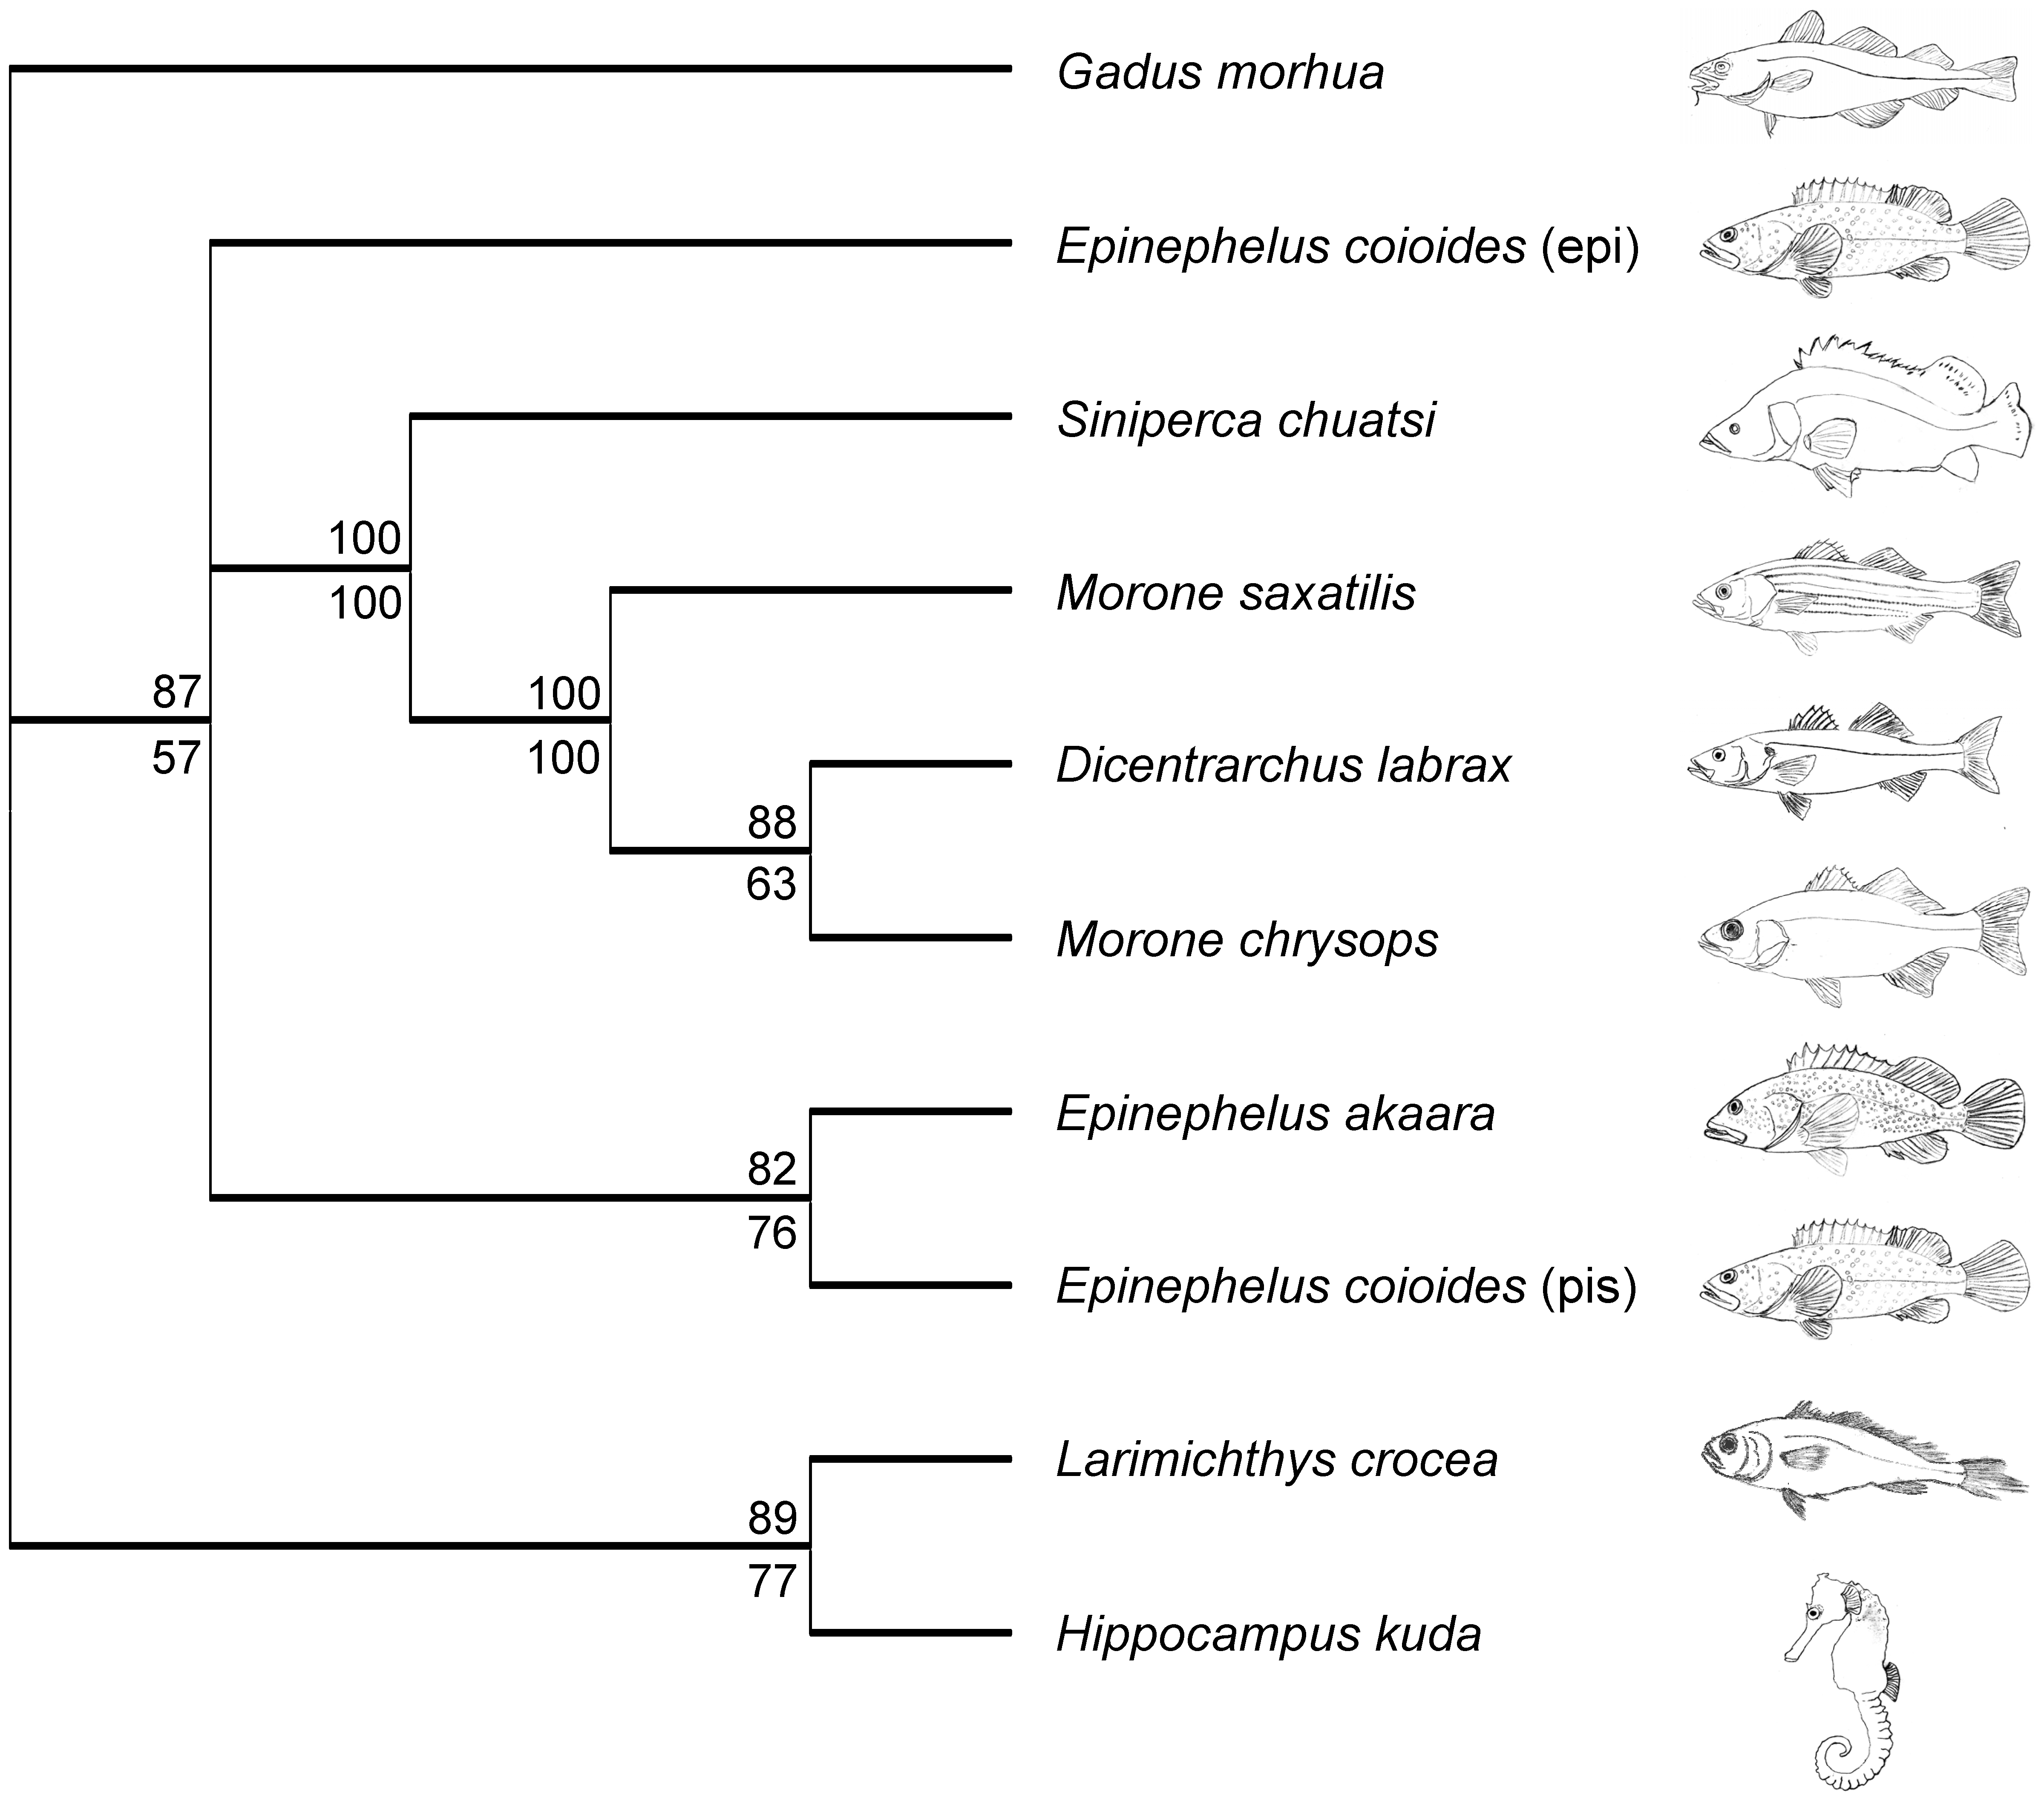 Gadus morhua
Epinephelus coioides (epi)
Siniperca chuatsi
100
100
Morone saxatilis
87
57
100
100
Dicentrarchus labrax
88
63
Morone chrysops
Epinephelus akaara
82
76
Epinephelus coioides (pis)
Larimichthys crocea
89
77
Hippocampus kuda